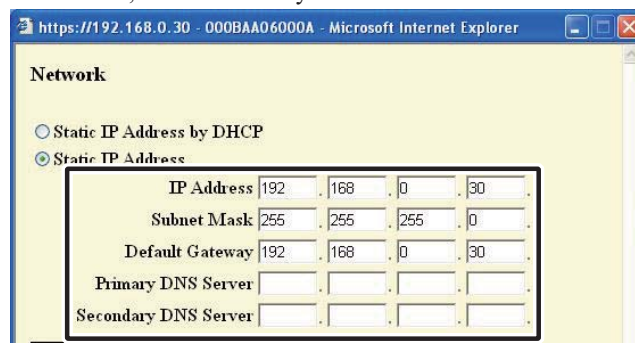 https://192.168.0.30 - 000BAA06000A - Microsoft Internet Explorer
Network
Static IP Address by DHCP
Static IP Address
IP Address 192 . 168 . 0 . 30 .
Subnet Mask 255 . 255 . 255 . 0 .
Default Gateway 192 . 168 . 0 . 30 .
Primary DNS Server . . . .
Secondary DNS Server . . . .